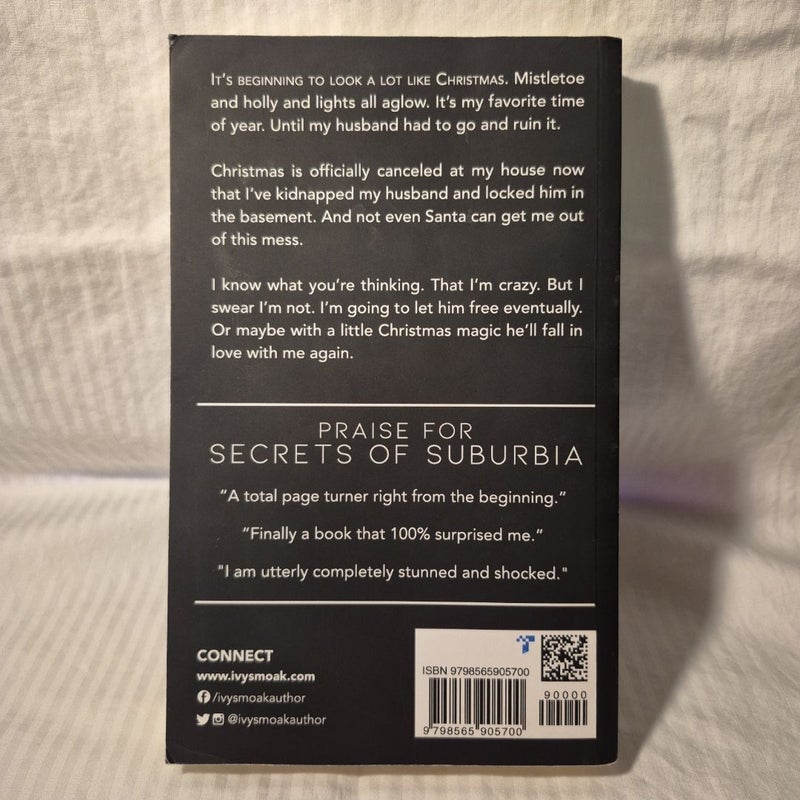 It's beginning to look a lot like Christmas. Mistletoe
and holly and lights all aglow. It's my favorite time
of year. Until my husband had to go and ruin it.
Christmas is officially canceled at my house now
that I've kidnapped my husband and locked him in
the basement. And not even Santa can get me out
of this mess.
I know what you're thinking. That I'm crazy. But I
swear I'm not. I'm going to let him free eventually.
Or maybe with a little Christmas magic he'll fall in
love with me again.
PRAISE FOR
SECRETS OF SUBURBIA
“A total page turner right from the beginning.”
“Finally a book that 100% surprised me.”
"I am utterly completely stunned and shocked."
CONNECT
www.ivysmoak.com
/ivysmoakauthor
@ivysmoakauthor
ISBN 9798565905700
90000
9 798565 905700